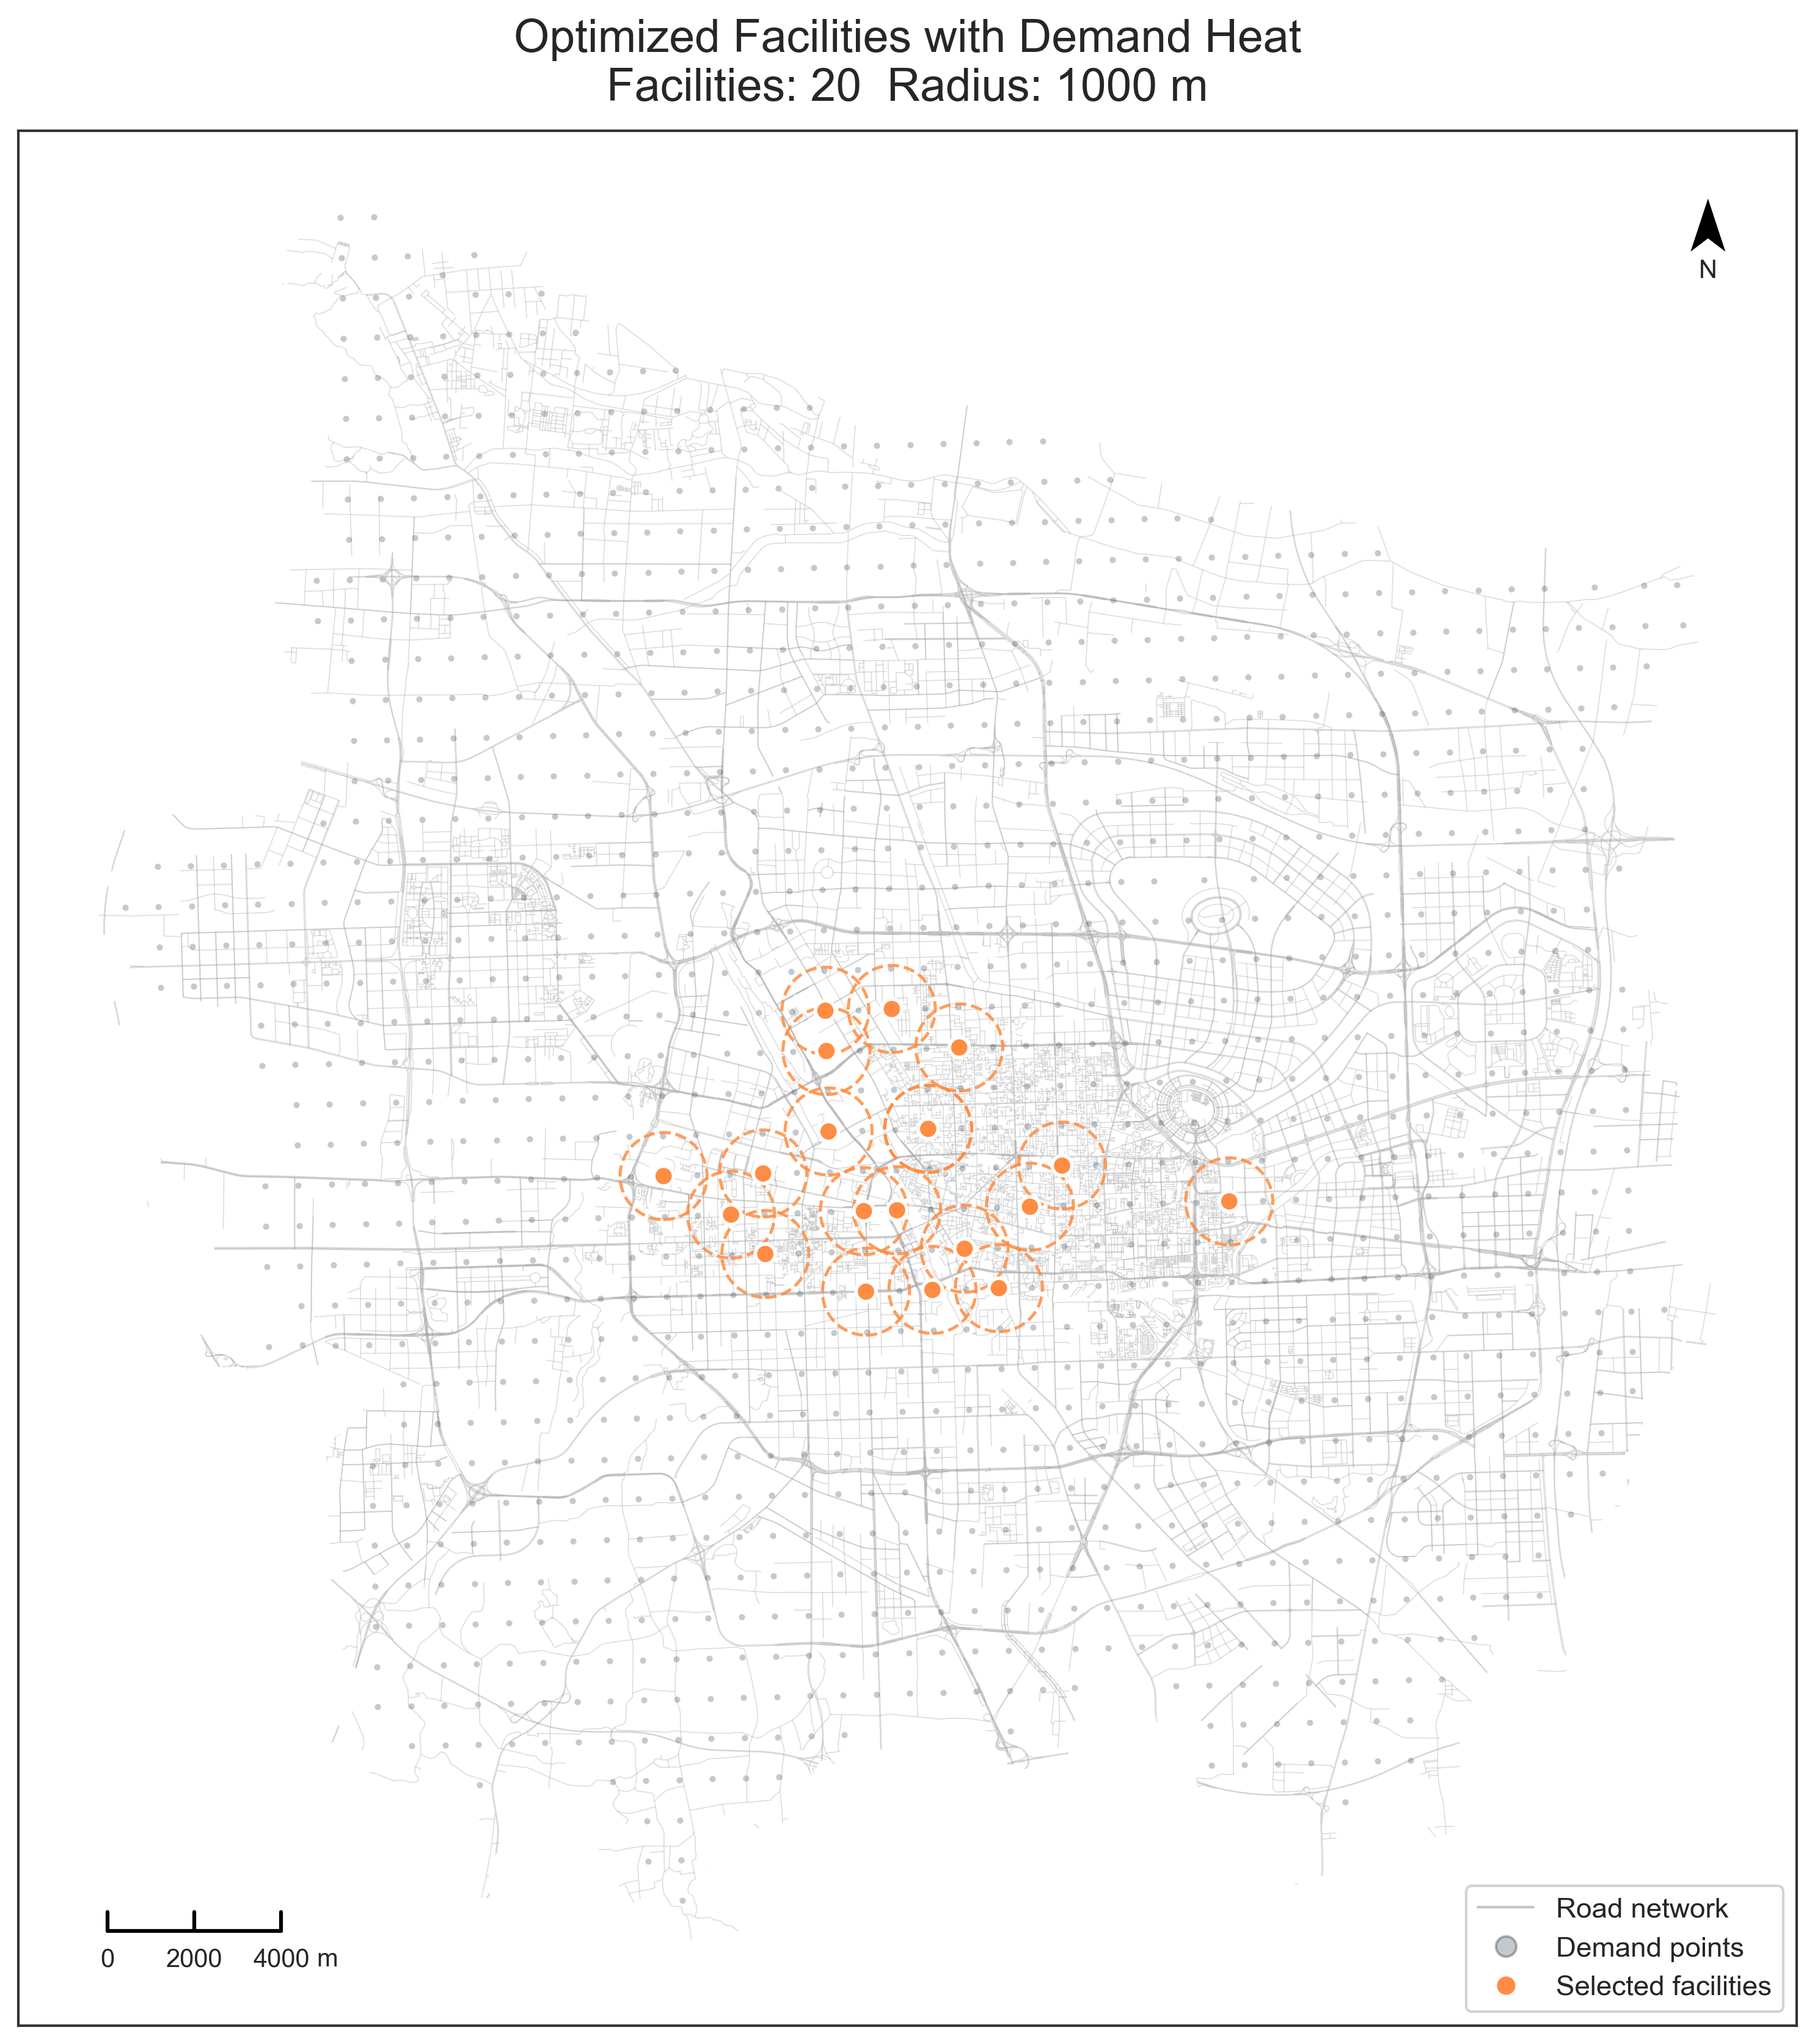 Optimized Facilities with Demand Heat
Facilities: 20  Radius: 1000 m
N
0 2000 4000 m
Road network
Demand points
Selected facilities